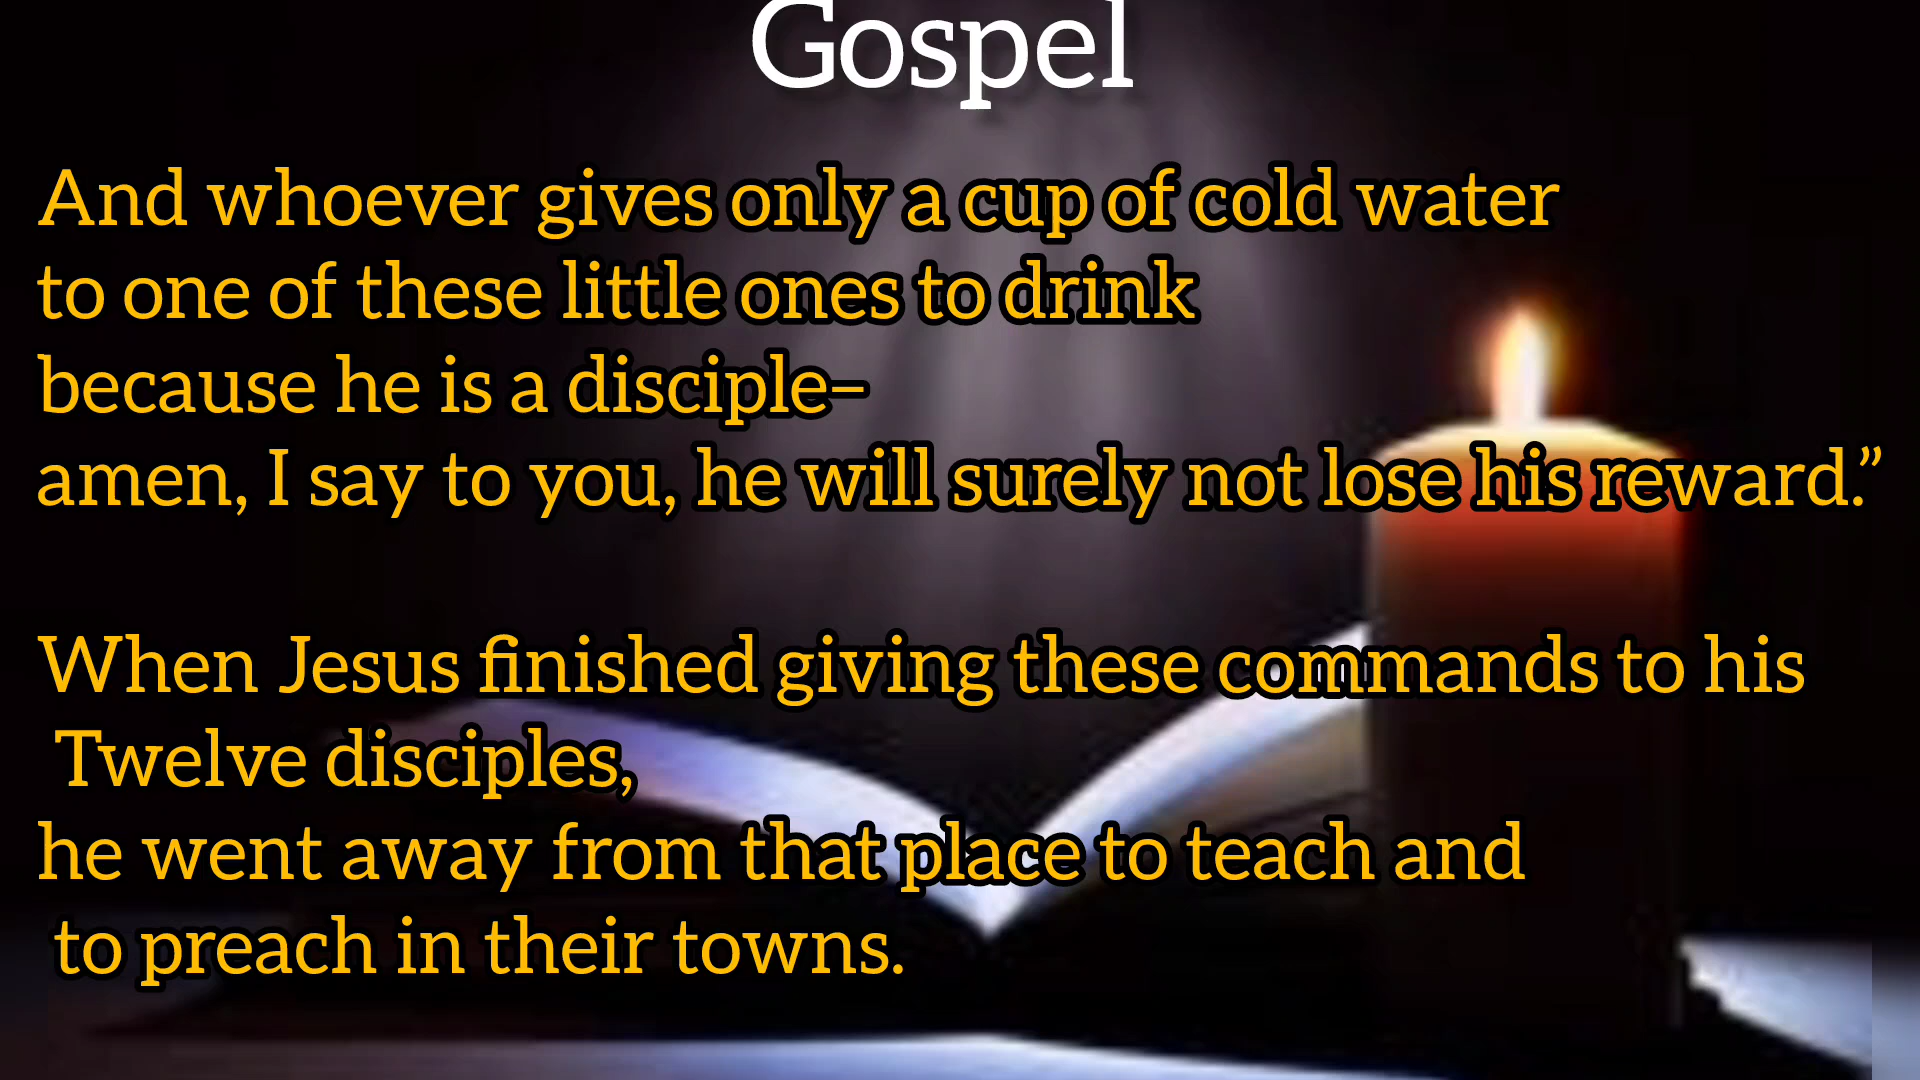 Gospel
And whoever gives only a cup of cold water
to one of these little ones to drink
because he is a disciple–
amen, I say to you, he will surely not lose his reward.”
When Jesus finished giving these commands to his
Twelve disciples,
he went away from that place to teach and
to preach in their towns.